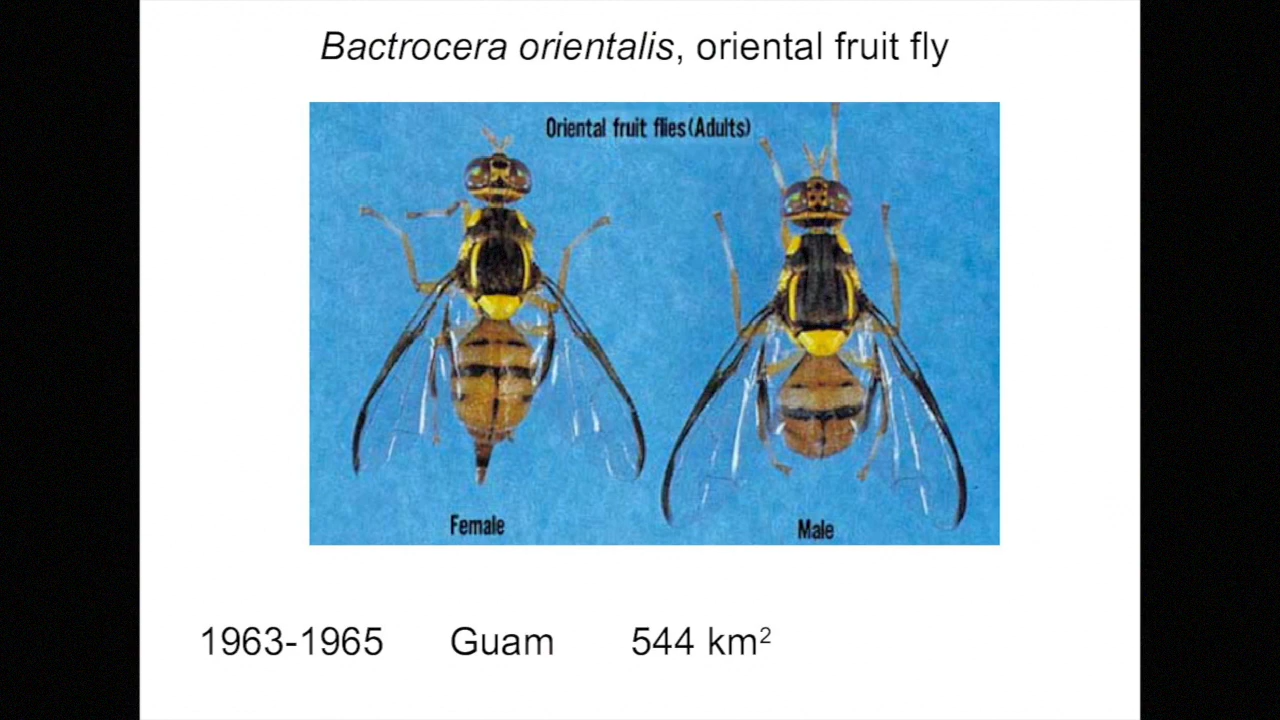 Bactrocera orientalis, oriental fruit fly
Oriental fruit flies (Adults)
Female
Male
1963-1965 Guam 544 km²